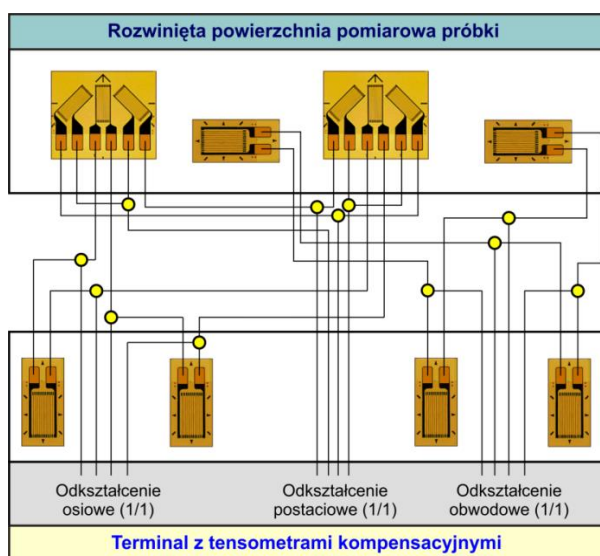 Rozwinięta powierzchnia pomiarowa próbki
Odkształcenie
osiowe (1/1)
Odkształcenie
postaciowe (1/1)
Odkształcenie
obwodowe (1/1)
Terminal z tensometrami kompensacyjnymi